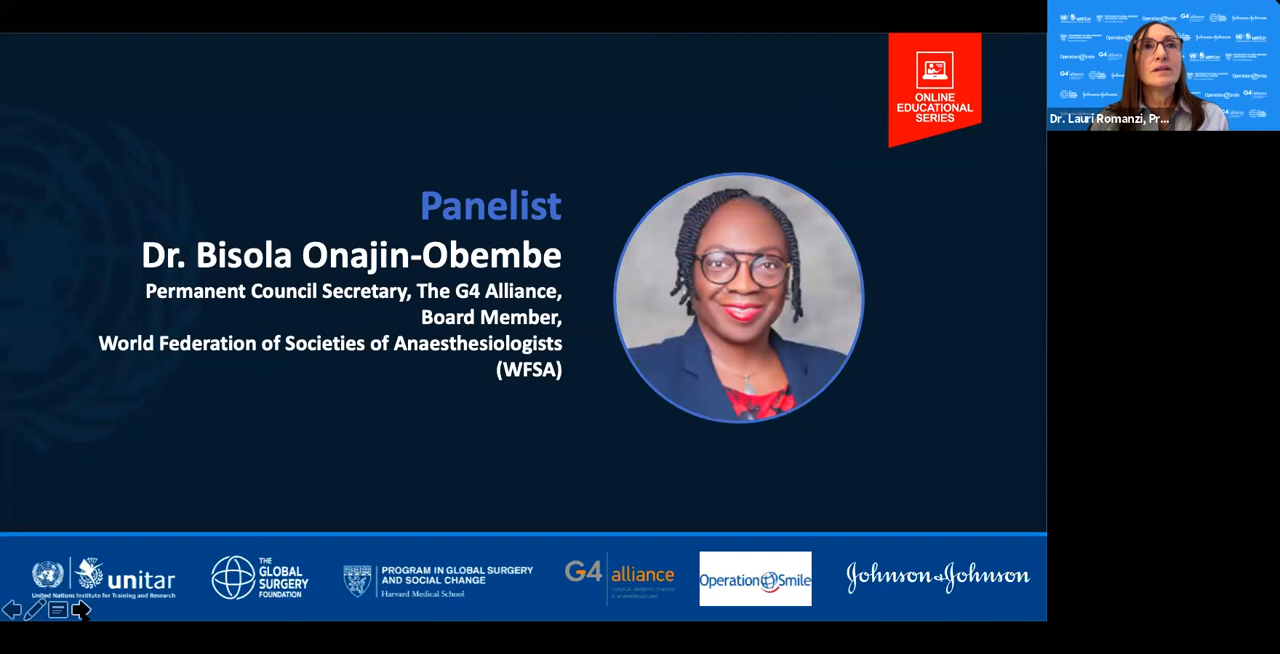 ONLINE
EDUCATIONAL
SERIES
Dr. Lauri Romanzi, Pr...
Panelist
Dr. Bisola Onajin-Obembe
Permanent Council Secretary, The G4 Alliance,
Board Member,
World Federation of Societies of Anaesthesiologists
(WFSA)
unitar
United Nations Institute for Training and Research
THE
GLOBAL
SURGERY
FOUNDATION
PROGRAM IN GLOBAL SURGERY
AND SOCIAL CHANGE
Harvard Medical School
G4 alliance
Operation Smile
Johnson & Johnson